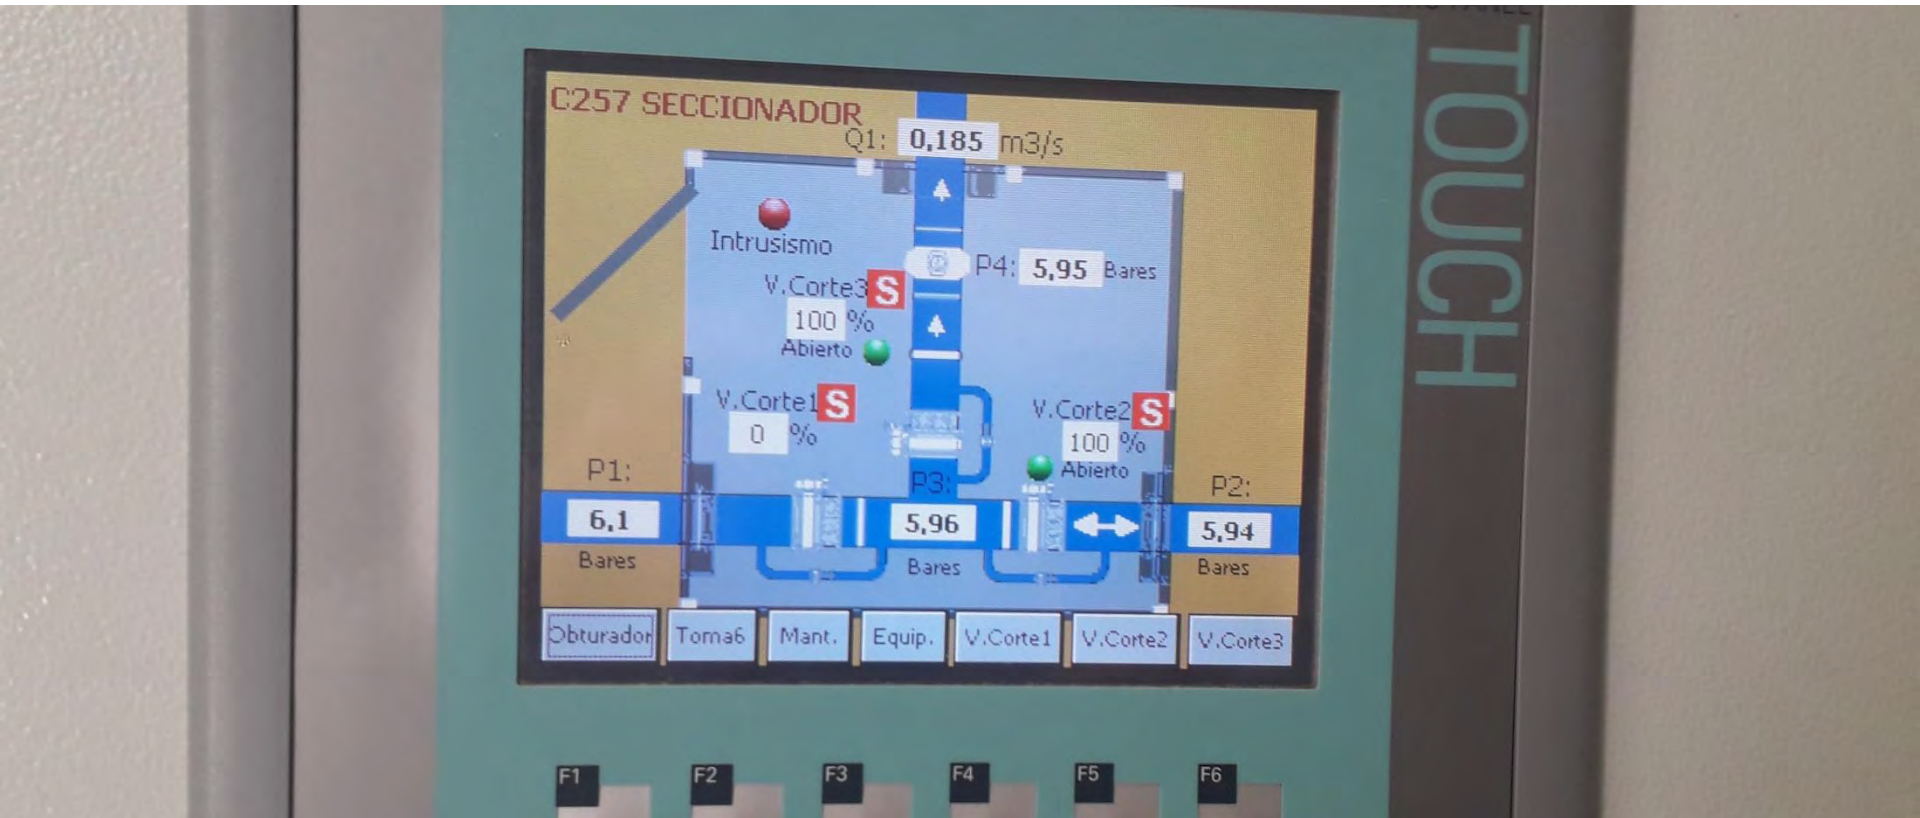 TOUCH
C257 SECCIONADOR
Q1: 0,185 m3/s
Intrusismo
P4: 5,95 Bares
V.Corte3 S
100 %
Abierto
V.Corte1 S
0 %
V.Corte2 S
100 %
Abierto
P1:
6,1
Bares
P3:
5,96
Bares
P2:
5,94
Bares
Obturador Toma6 Mant. Equip. V.Corte1 V.Corte2 V.Corte3
F1 F2 F3 F4 F5 F6